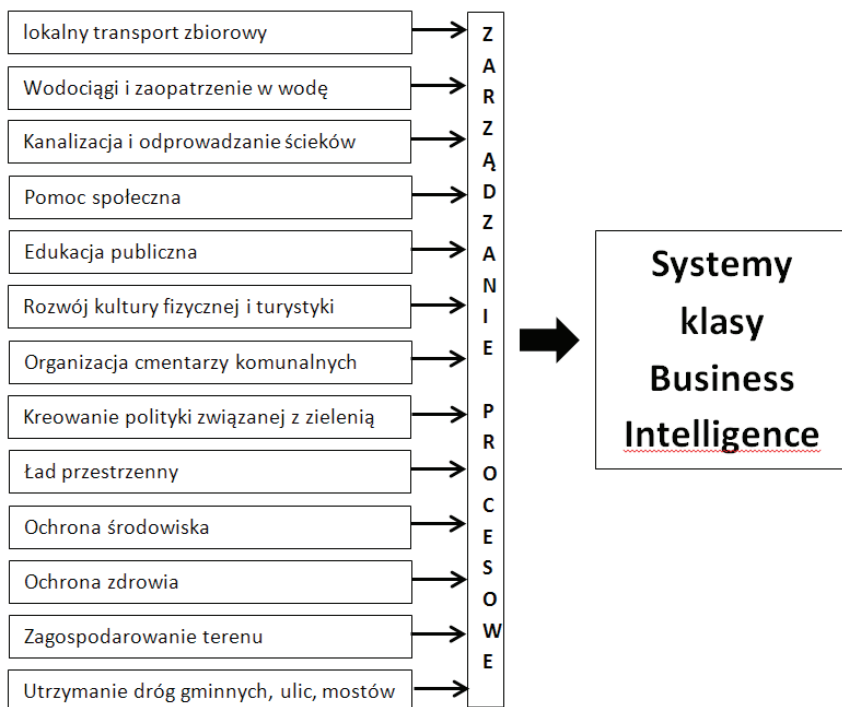 lokalny transport zbiorowy
Wodociągi i zaopatrzenie w wodę
Kanalizacja i odprowadzanie ścieków
Pomoc społeczna
Edukacja publiczna
Rozwój kultury fizycznej i turystyki
Organizacja cmentarzy komunalnych
Kreowanie polityki związanej z zielenią
Ład przestrzenny
Ochrona środowiska
Ochrona zdrowia
Zagospodarowanie terenu
Utrzymanie dróg gminnych, ulic, mostów
ZARZĄDZANIE PROCESOWE
Systemy
klasy
Business
Intelligence